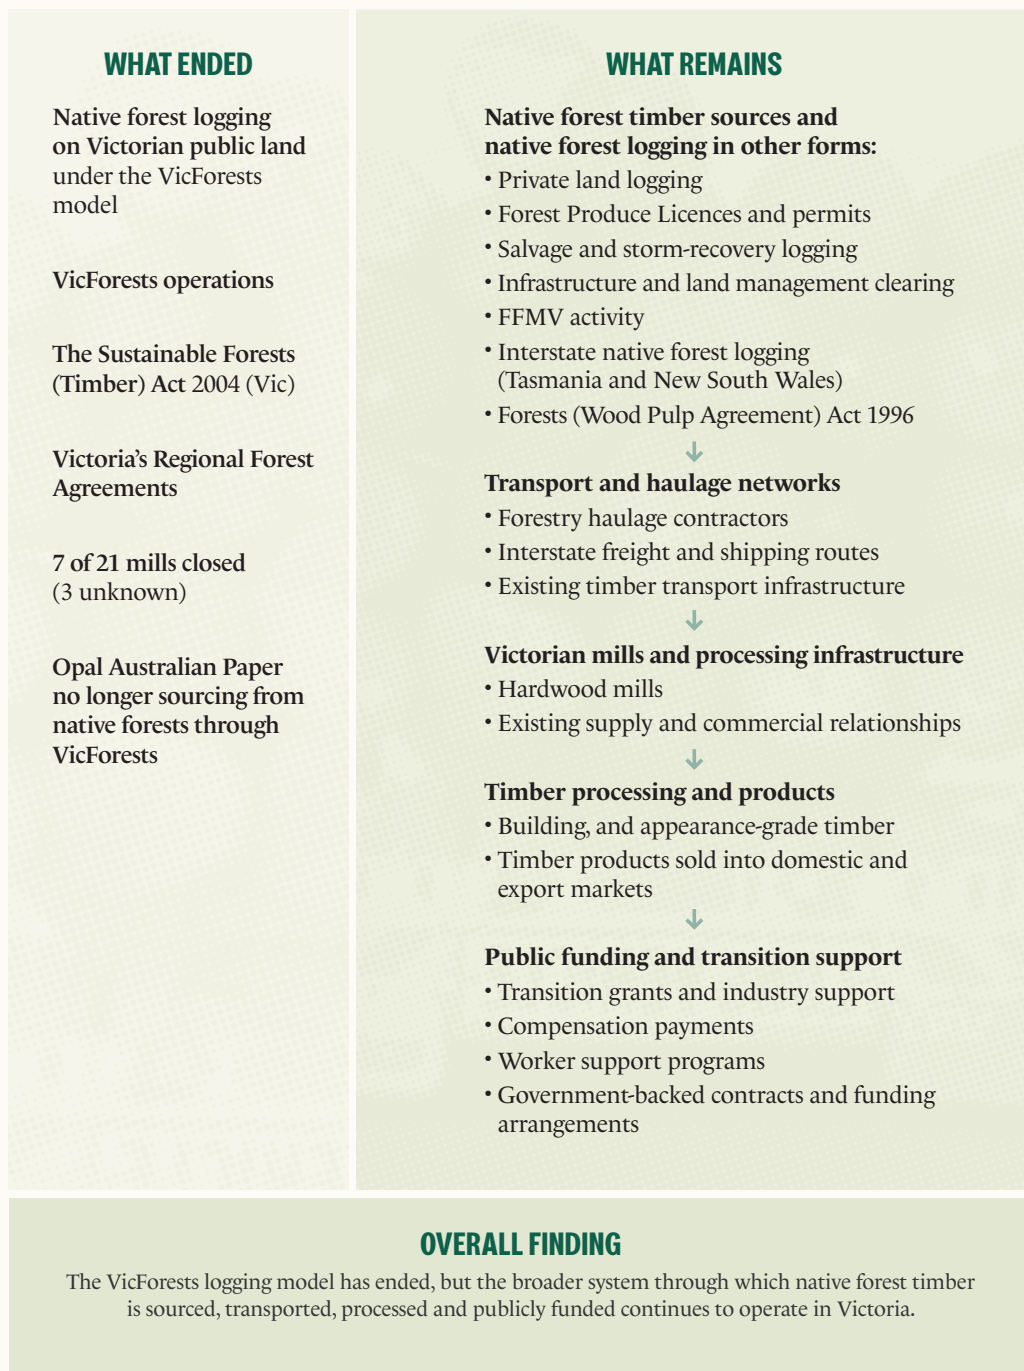 WHAT ENDED
Native forest logging
on Victorian public land
under the VicForests
model
VicForests operations
The Sustainable Forests
(Timber) Act 2004 (Vic)
Victoria's Regional Forest
Agreements
7 of 21 mills closed
(3 unknown)
Opal Australian Paper
no longer sourcing from
native forests through
VicForests
WHAT REMAINS
Native forest timber sources and
native forest logging in other forms:
• Private land logging
• Forest Produce Licences and permits
• Salvage and storm-recovery logging
• Infrastructure and land management clearing
• FFMV activity
• Interstate native forest logging
(Tasmania and New South Wales)
• Forests (Wood Pulp Agreement) Act 1996
↓
Transport and haulage networks
• Forestry haulage contractors
• Interstate freight and shipping routes
• Existing timber transport infrastructure
↓
Victorian mills and processing infrastructure
• Hardwood mills
• Existing supply and commercial relationships
↓
Timber processing and products
• Building, and appearance-grade timber
• Timber products sold into domestic and
export markets
↓
Public funding and transition support
• Transition grants and industry support
• Compensation payments
• Worker support programs
• Government-backed contracts and funding
arrangements
OVERALL FINDING
The VicForests logging model has ended, but the broader system through which native forest timber
is sourced, transported, processed and publicly funded continues to operate in Victoria.